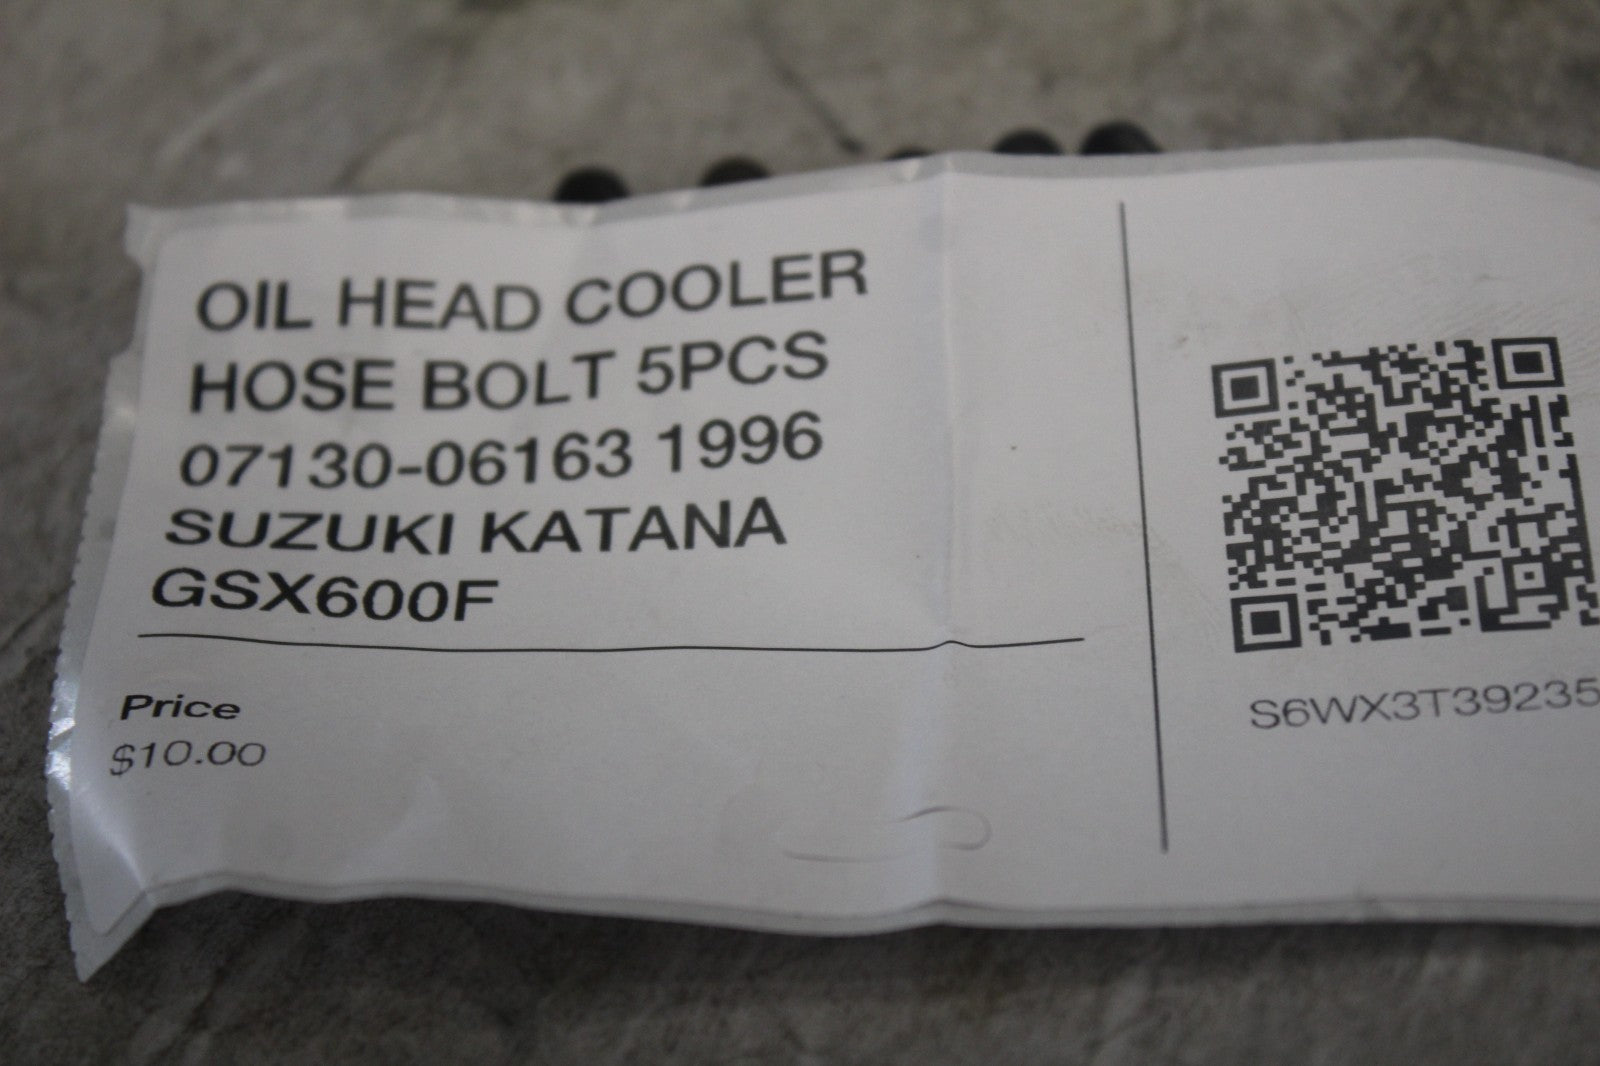 OIL HEAD COOLER
HOSE BOLT 5PCS
07130-06163 1996
SUZUKI KATANA
GSX600F
Price
$10.00
S6WX3T39235